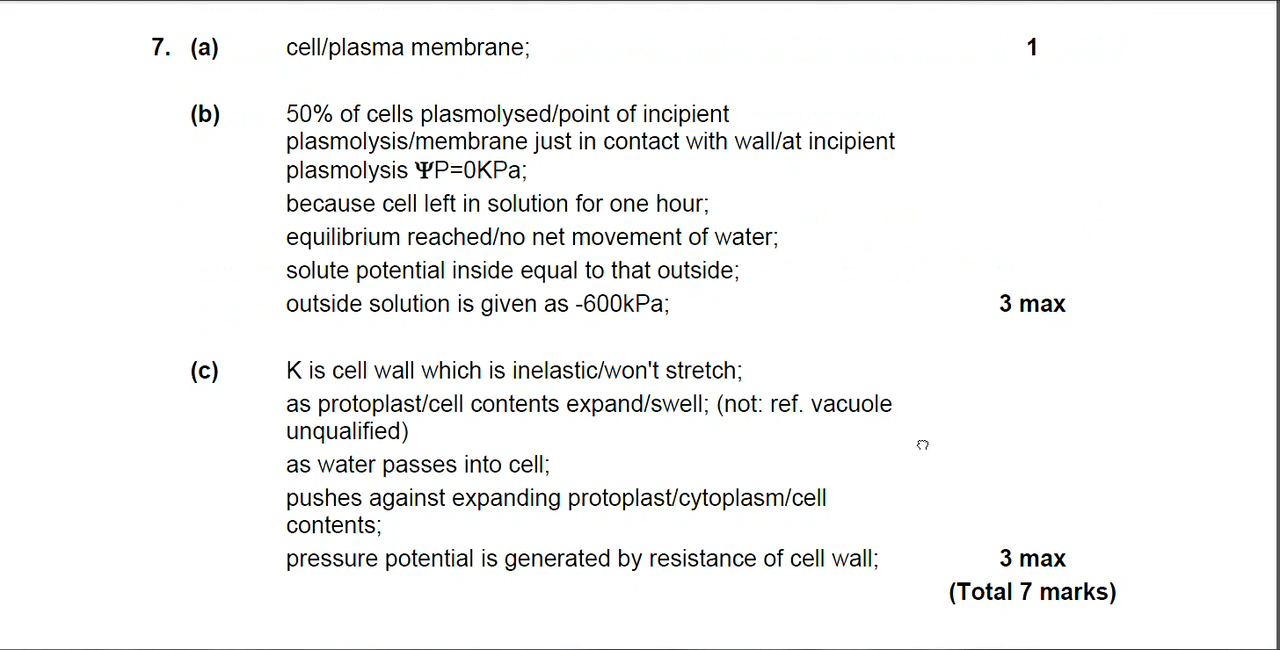 7. (a) cell/plasma membrane; 1
(b) 50% of cells plasmolysed/point of incipient
plasmolysis/membrane just in contact with wall/at incipient
plasmolysis ΨP=0KPa;
because cell left in solution for one hour;
equilibrium reached/no net movement of water;
solute potential inside equal to that outside;
outside solution is given as -600kPa; 3 max
(c) K is cell wall which is inelastic/won't stretch;
as protoplast/cell contents expand/swell; (not: ref. vacuole
unqualified)
as water passes into cell;
pushes against expanding protoplast/cytoplasm/cell
contents;
pressure potential is generated by resistance of cell wall; 3 max
(Total 7 marks)